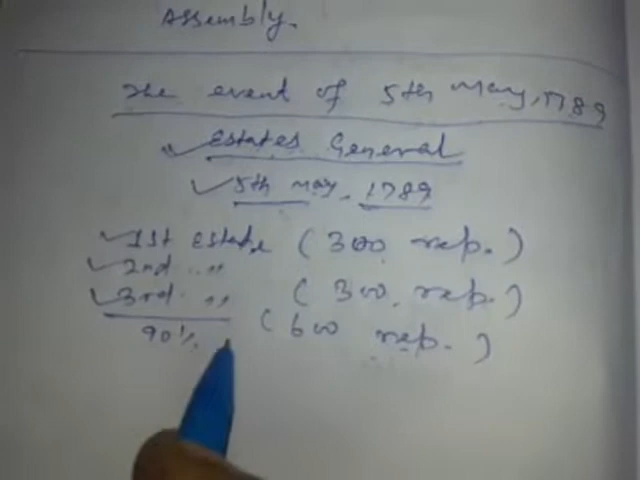 Assembly.
The event of 5th May, 1789
Estates General
5th May, 1789
1st Estate (300 rep.)
2nd " (300 rep.)
3rd " (600 rep.)
90%